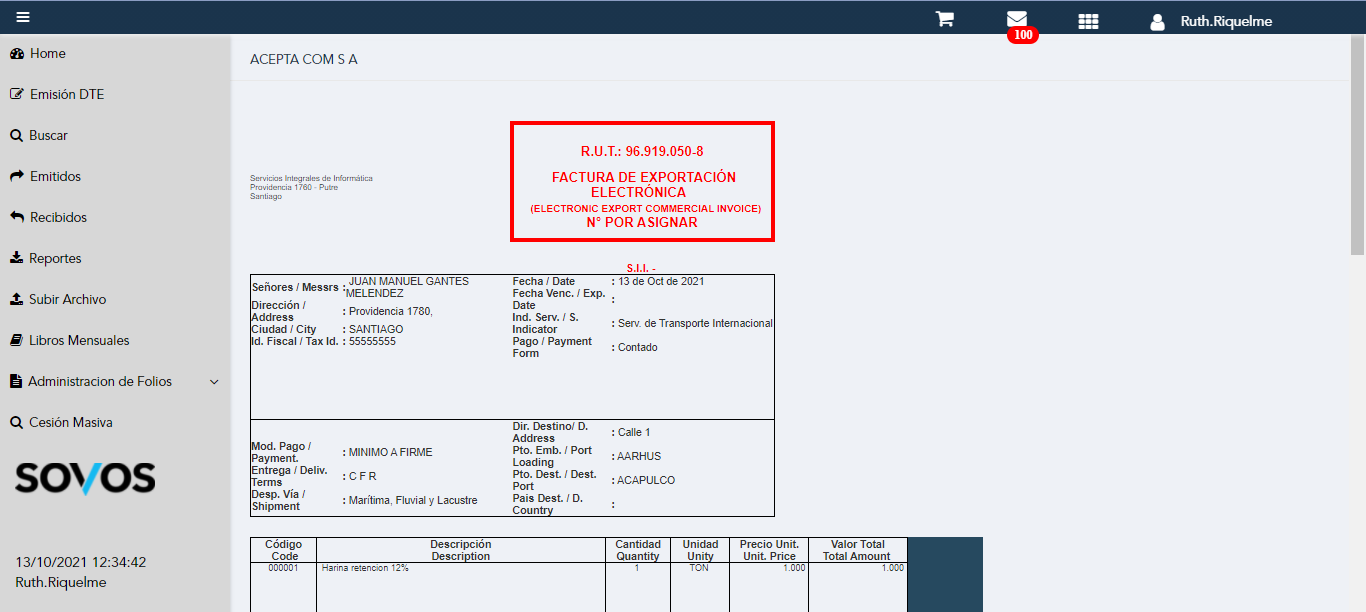 Ruth.Riquelme
100
Home
Emisión DTE
Buscar
Emitidos
Recibidos
Reportes
Subir Archivo
Libros Mensuales
Administracion de Folios
Cesión Masiva
SOVOS
13/10/2021 12:34:42
Ruth.Riquelme
ACEPTA COM S A
Servicios Integrales de Informática
Providencia 1760 - Putre
Santiago
R.U.T.: 96.919.050-8
FACTURA DE EXPORTACIÓN
ELECTRÓNICA
(ELECTRONIC EXPORT COMMERCIAL INVOICE)
N° POR ASIGNAR
S.I.I. -
Señores / Messrs : JUAN MANUEL GANTES
MELENDEZ
Dirección /
Address : Providencia 1780,
Ciudad / City : SANTIAGO
Id. Fiscal / Tax Id. : 55555555
Fecha / Date : 13 de Oct de 2021
Fecha Venc. / Exp.
Date :
Ind. Serv. / S.
Indicator : Serv. de Transporte Internacional
Pago / Payment
Form : Contado
Mod. Pago /
Payment. : MINIMO A FIRME
Entrega / Deliv.
Terms : C F R
Desp. Vía /
Shipment : Marítima, Fluvial y Lacustre
Dir. Destino/ D.
Address : Calle 1
Pto. Emb. / Port
Loading : AARHUS
Pto. Dest. / Dest.
Port : ACAPULCO
Pais Dest. / D.
Country :
Código Descripción Cantidad Unidad Precio Unit. Valor Total
Code Description Quantity Unity Unit. Price Total Amount
000001 Harina retencion 12% 1 TON 1.000 1.000